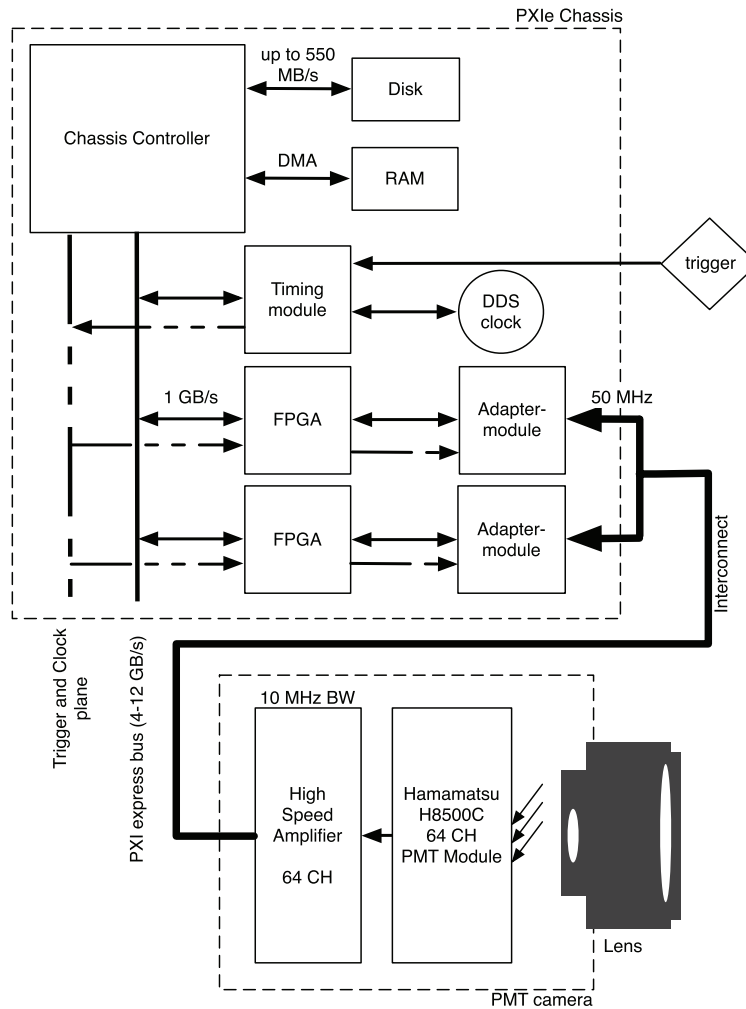 PXIe Chassis
up to 550
MB/s
Chassis Controller
Disk
DMA
RAM
trigger
Timing
module
DDS
clock
1 GB/s
FPGA
Adapter-
module
50 MHz
FPGA
Adapter-
module
Interconnect
Trigger and Clock
plane
PXI express bus (4-12 GB/s)
10 MHz BW
High
Speed
Amplifier
64 CH
Hamamatsu
H8500C
64 CH
PMT Module
Lens
PMT camera